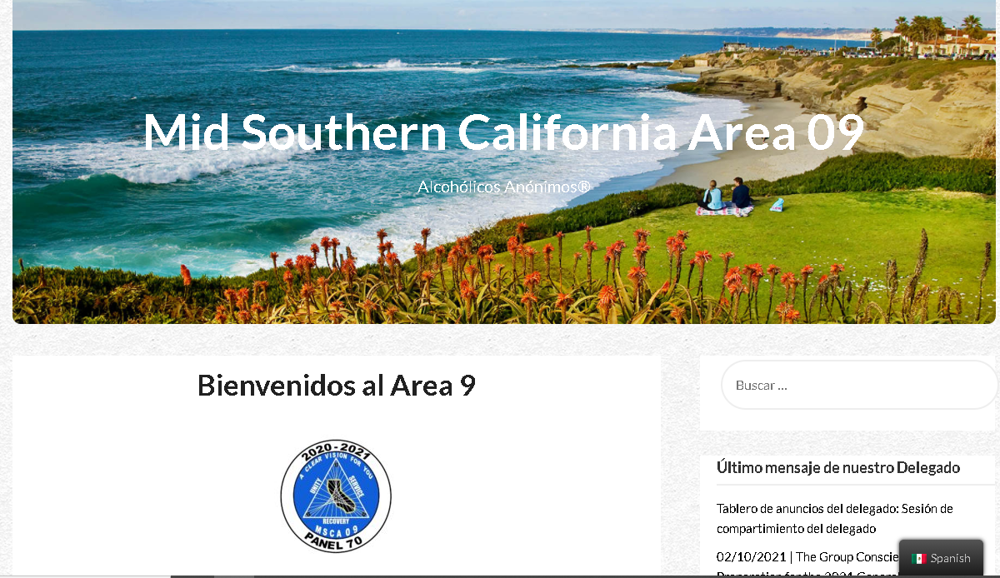 Mid Southern California Area 09
Alcohólicos Anónimos®
Bienvenidos al Area 9
2020-2021
A CLEAR VISION FOR YOU
UNITY
SERVICE
RECOVERY
MSCA 09
PANEL 70
Buscar ...
Último mensaje de nuestro Delegado
Tablero de anuncios del delegado: Sesión de
compartimiento del delegado
02/10/2021 | The Group
Spanish